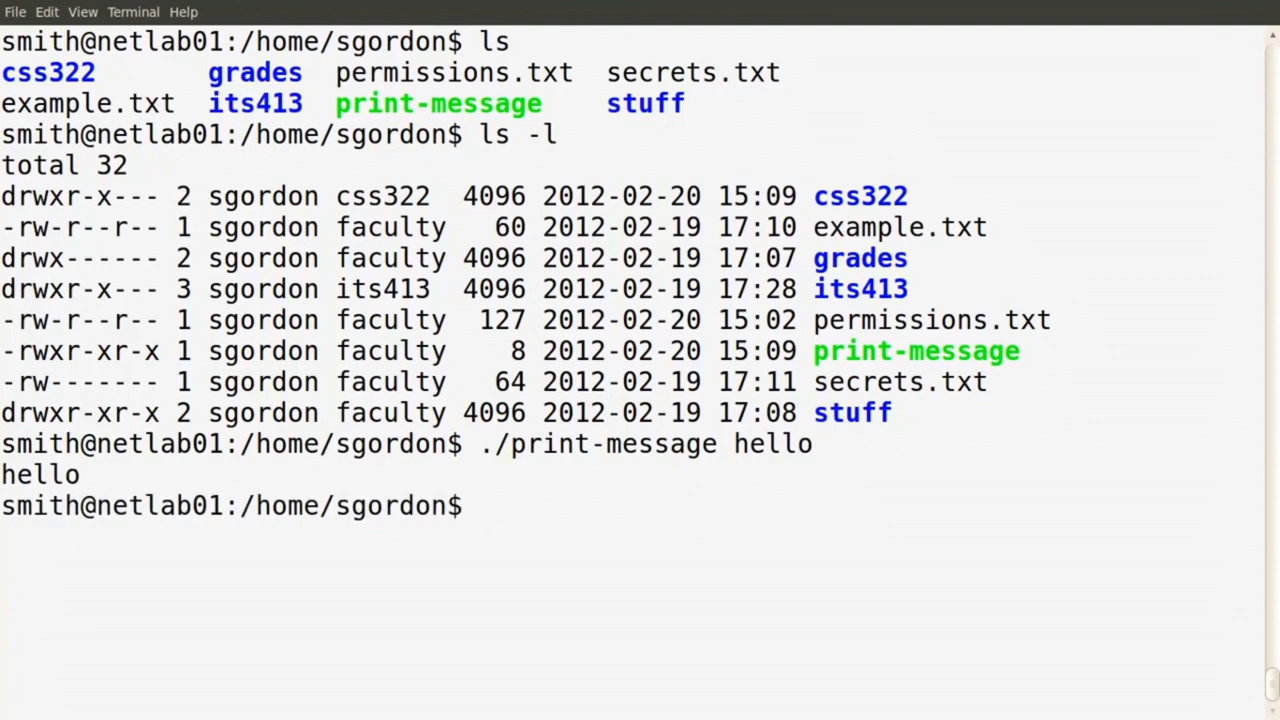 File Edit View Terminal Help
smith@netlab01:/home/sgordon$ ls
css322       grades  permissions.txt  secrets.txt
example.txt  its413  print-message    stuff
smith@netlab01:/home/sgordon$ ls -l
total 32
drwxr-x--- 2 sgordon css322  4096 2012-02-20 15:09 css322
-rw-r--r-- 1 sgordon faculty   60 2012-02-19 17:10 example.txt
drwx------ 2 sgordon faculty 4096 2012-02-19 17:07 grades
drwxr-x--- 3 sgordon its413  4096 2012-02-19 17:28 its413
-rw-r--r-- 1 sgordon faculty  127 2012-02-20 15:02 permissions.txt
-rwxr-xr-x 1 sgordon faculty    8 2012-02-20 15:09 print-message
-rw------- 1 sgordon faculty   64 2012-02-19 17:11 secrets.txt
drwxr-xr-x 2 sgordon faculty 4096 2012-02-19 17:08 stuff
smith@netlab01:/home/sgordon$ ./print-message hello
hello
smith@netlab01:/home/sgordon$